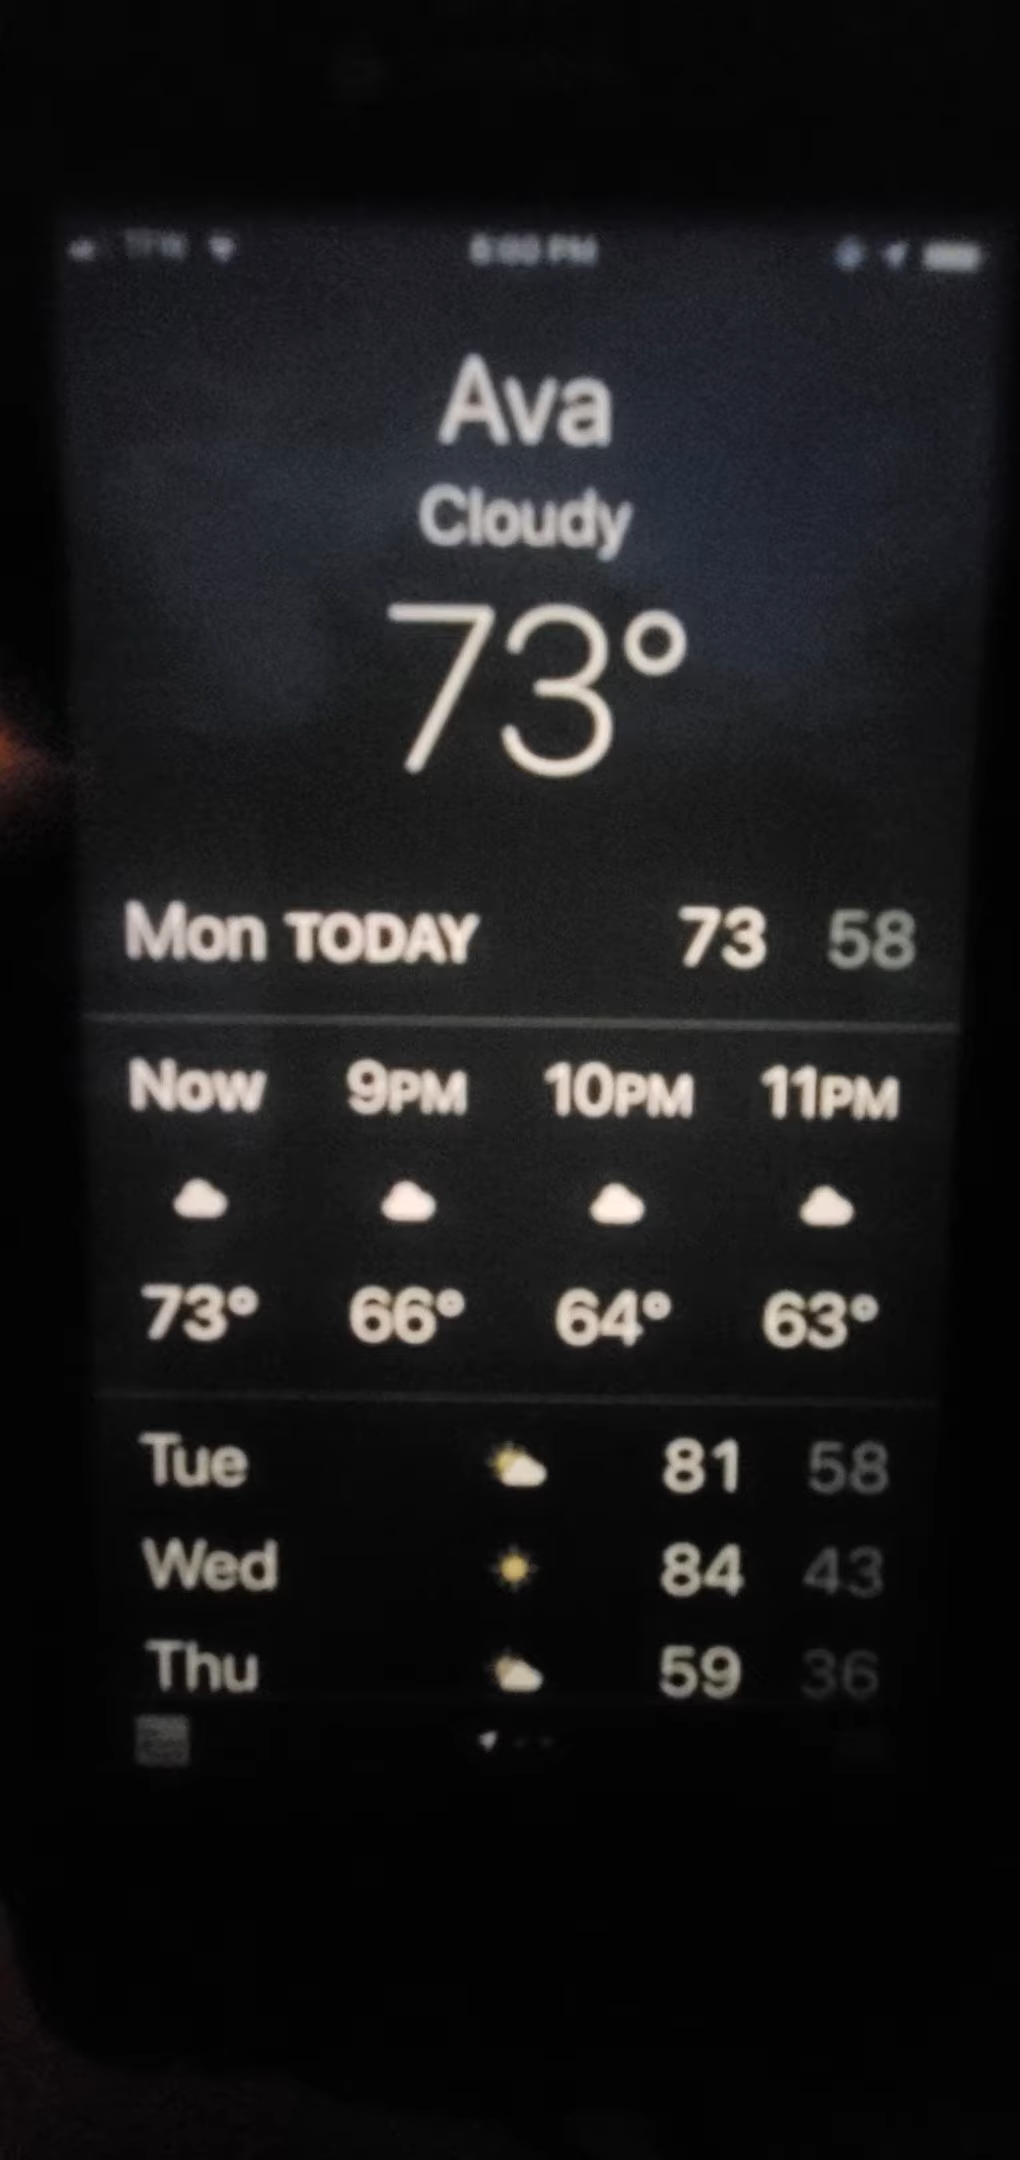 TFW
Ava
Cloudy
73°
Mon TODAY 73 58
Now 9PM 10PM 11PM
73° 66° 64° 63°
Tue 81 58
Wed 84 43
Thu 59 36